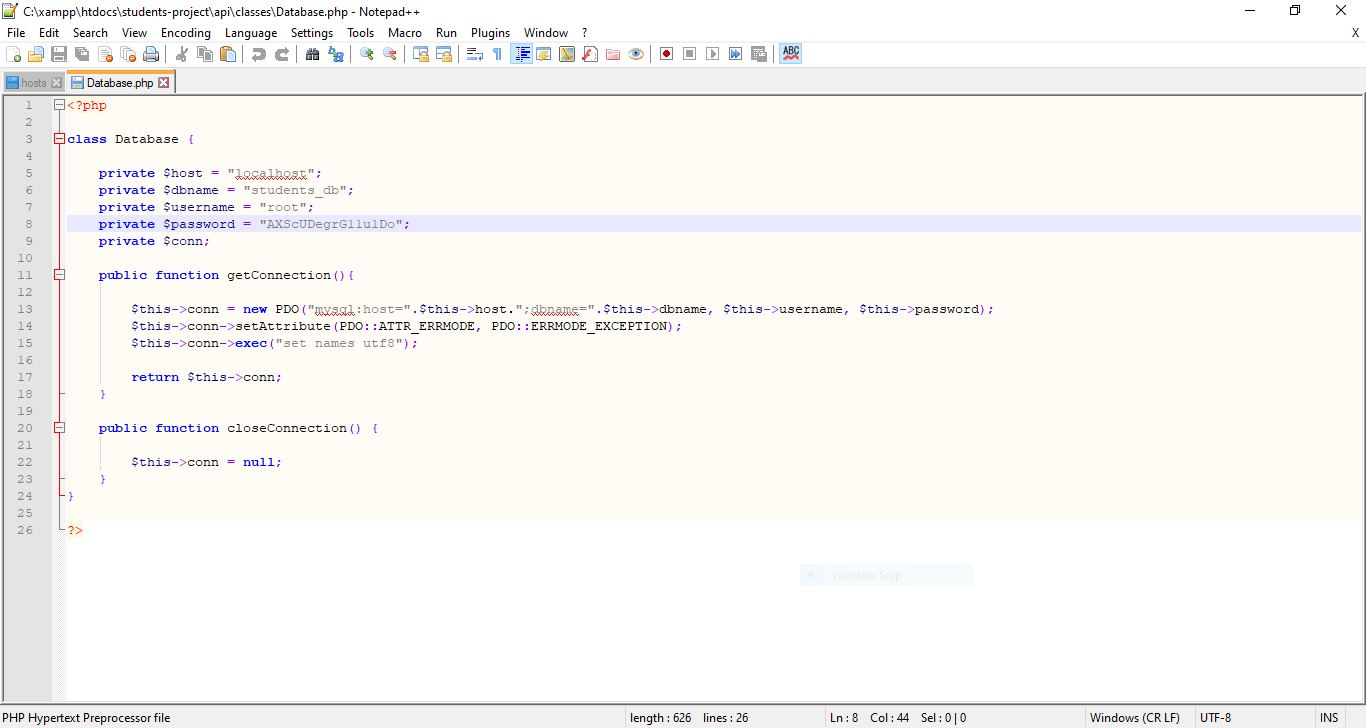 C:\xampp\htdocs\students-project\api\classes\Database.php - Notepad++
File Edit Search View Encoding Language Settings Tools Macro Run Plugins Window ? X
ABC
hosts Database.php
1 <?php
2
3 class Database {
4
5 private $host = "localhost";
6 private $dbname = "students_db";
7 private $username = "root";
8 private $password = "AXScUDegrGllulDo";
9 private $conn;
10
11 public function getConnection(){
12
13 $this->conn = new PDO("mysql:host=".$this->host.";dbname=".$this->dbname, $this->username, $this->password);
14 $this->conn->setAttribute(PDO::ATTR_ERRMODE, PDO::ERRMODE_EXCEPTION);
15 $this->conn->exec("set names utf8");
16
17 return $this->conn;
18 }
19
20 public function closeConnection() {
21
22 $this->conn = null;
23 }
24 }
25
26 ?>
Window Snip
PHP Hypertext Preprocessor file length : 626 lines : 26 Ln : 8 Col : 44 Sel : 0 | 0 Windows (CR LF) UTF-8 INS